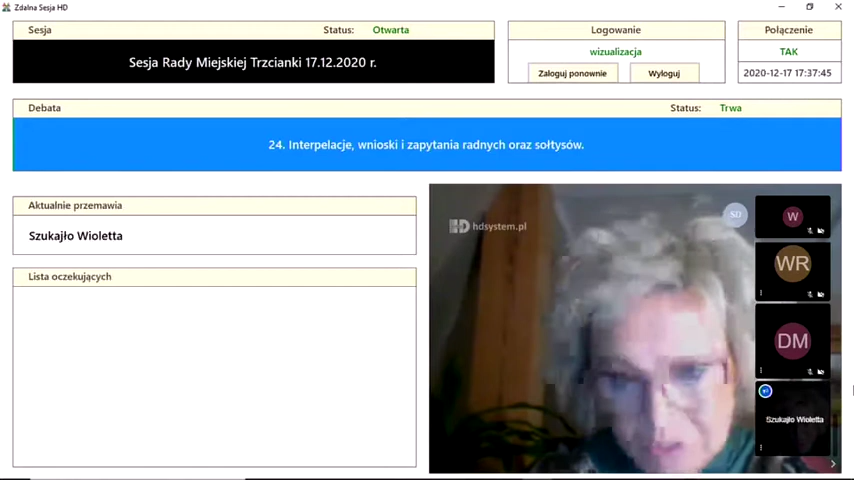 Zdalna Sesja HD
Sesja
Status: Otwarta
Sesja Rady Miejskiej Trzcianki 17.12.2020 r.
Logowanie
wizualizacja
Zaloguj ponownie
Wyloguj
Połączenie
TAK
2020-12-17 17:37:45
Debata
Status: Trwa
24. Interpelacje, wnioski i zapytania radnych oraz sołtysów.
Aktualnie przemawia
Szukajło Wioletta
Lista oczekujących
HD hdsystem.pl
SD
W
WR
DM
Szukajło Wioletta